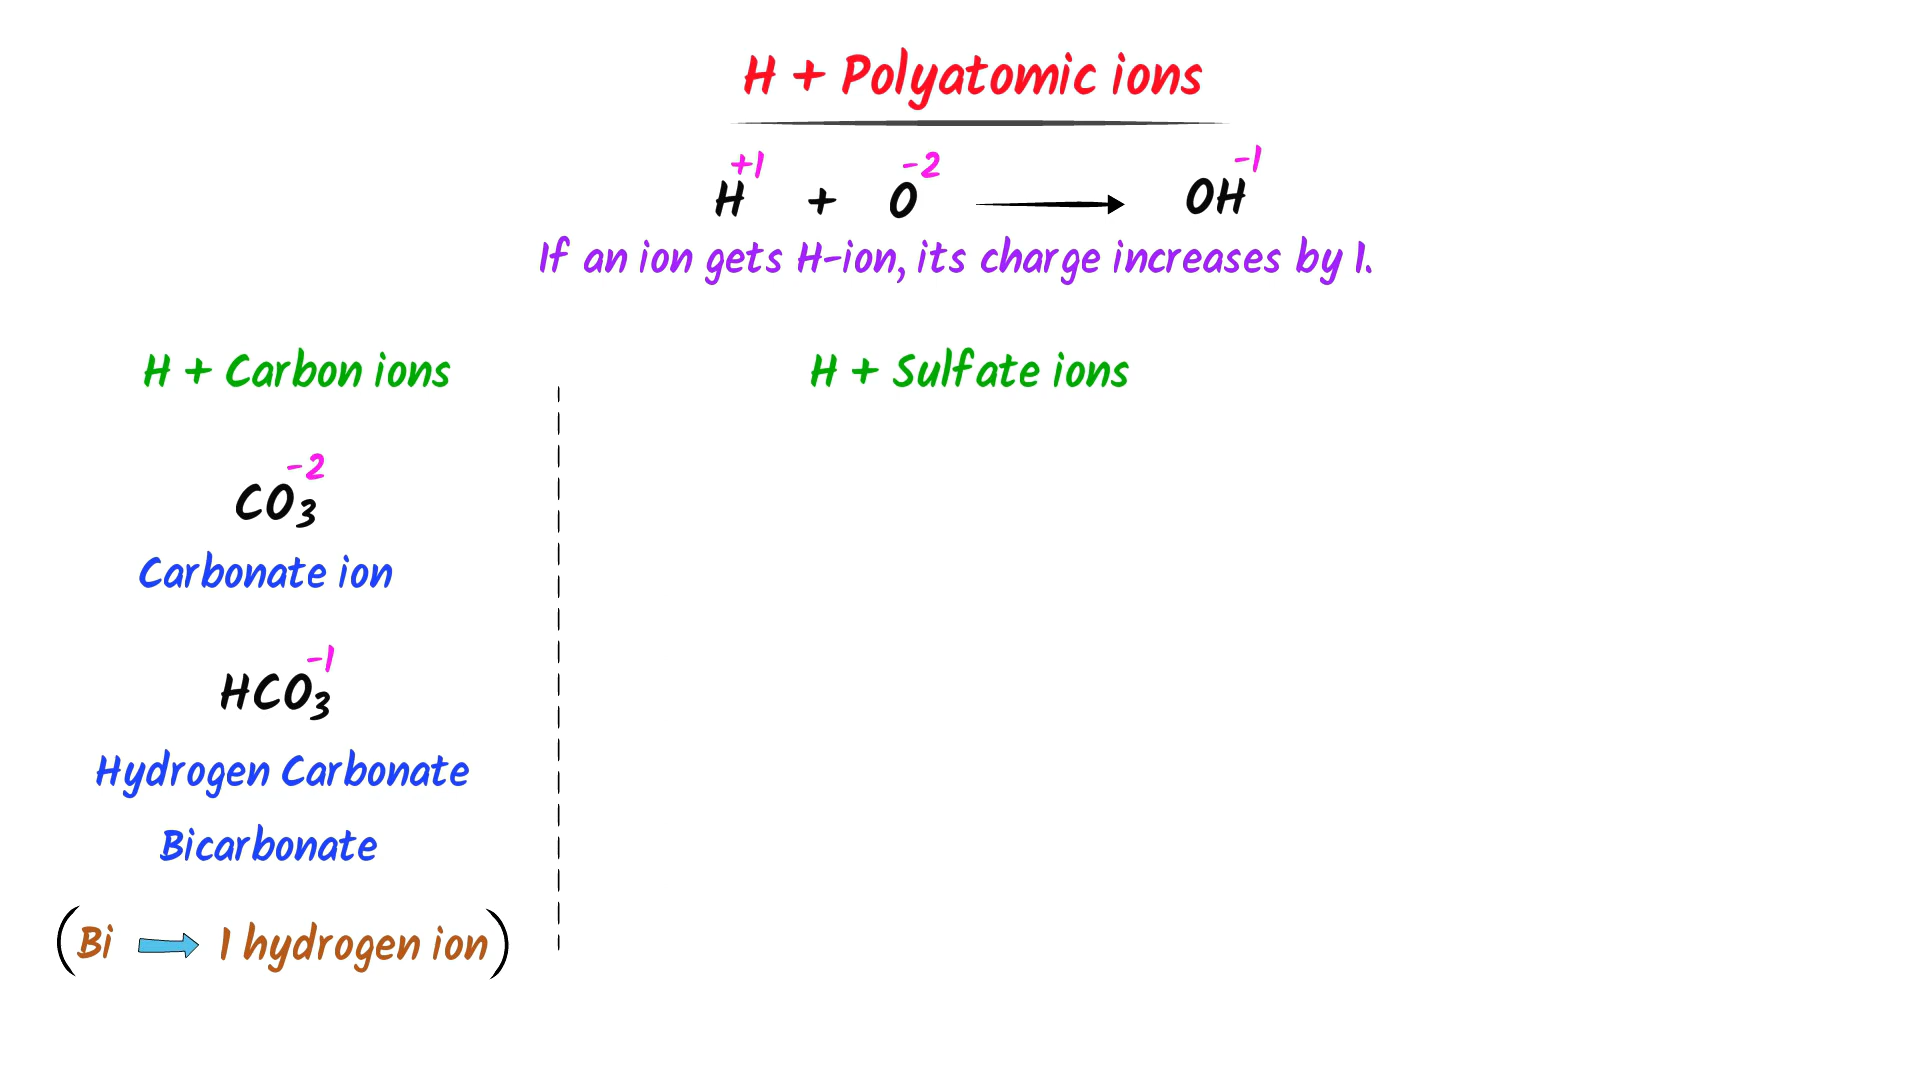 H + Polyatomic ions
H⁺¹ + O⁻² → OH⁻¹
If an ion gets H-ion, its charge increases by 1.
H + Carbon ions
CO₃⁻²
Carbonate ion
HCO₃⁻¹
Hydrogen Carbonate
Bicarbonate
(Bi → 1 hydrogen ion)
H + Sulfate ions